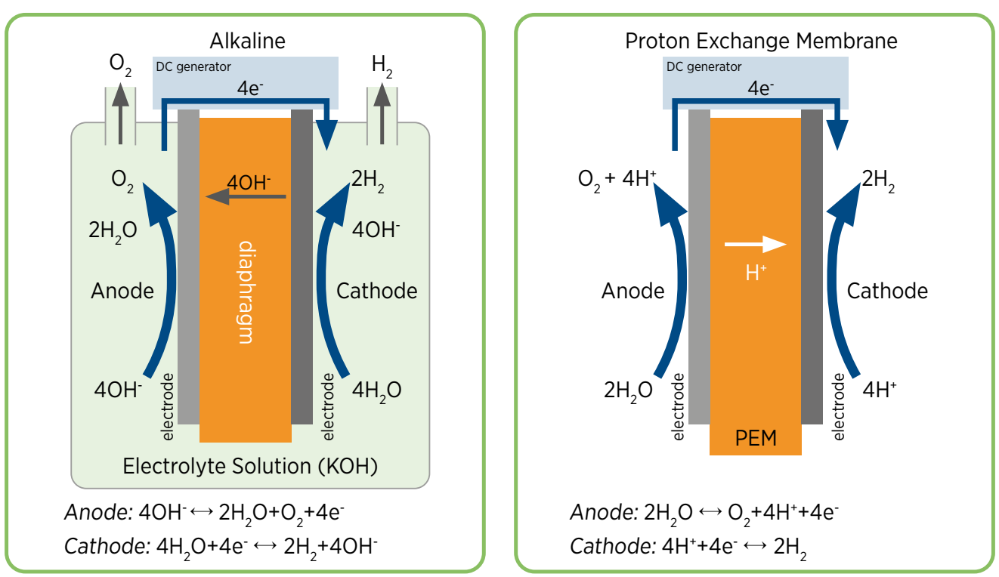 Alkaline
O₂
DC generator
H₂
4e⁻
O₂
4OH⁻
2H₂
2H₂O
4OH⁻
diaphragm
Anode
Cathode
4OH⁻
electrode
electrode
4H₂O
Electrolyte Solution (KOH)
Anode: 4OH⁻ ↔ 2H₂O+O₂+4e⁻
Cathode: 4H₂O+4e⁻ ↔ 2H₂+4OH⁻
Proton Exchange Membrane
DC generator
4e⁻
O₂ + 4H⁺
2H₂
H⁺
Anode
Cathode
2H₂O
electrode
electrode
4H⁺
PEM
Anode: 2H₂O ↔ O₂+4H⁺+4e⁻
Cathode: 4H⁺+4e⁻ ↔ 2H₂